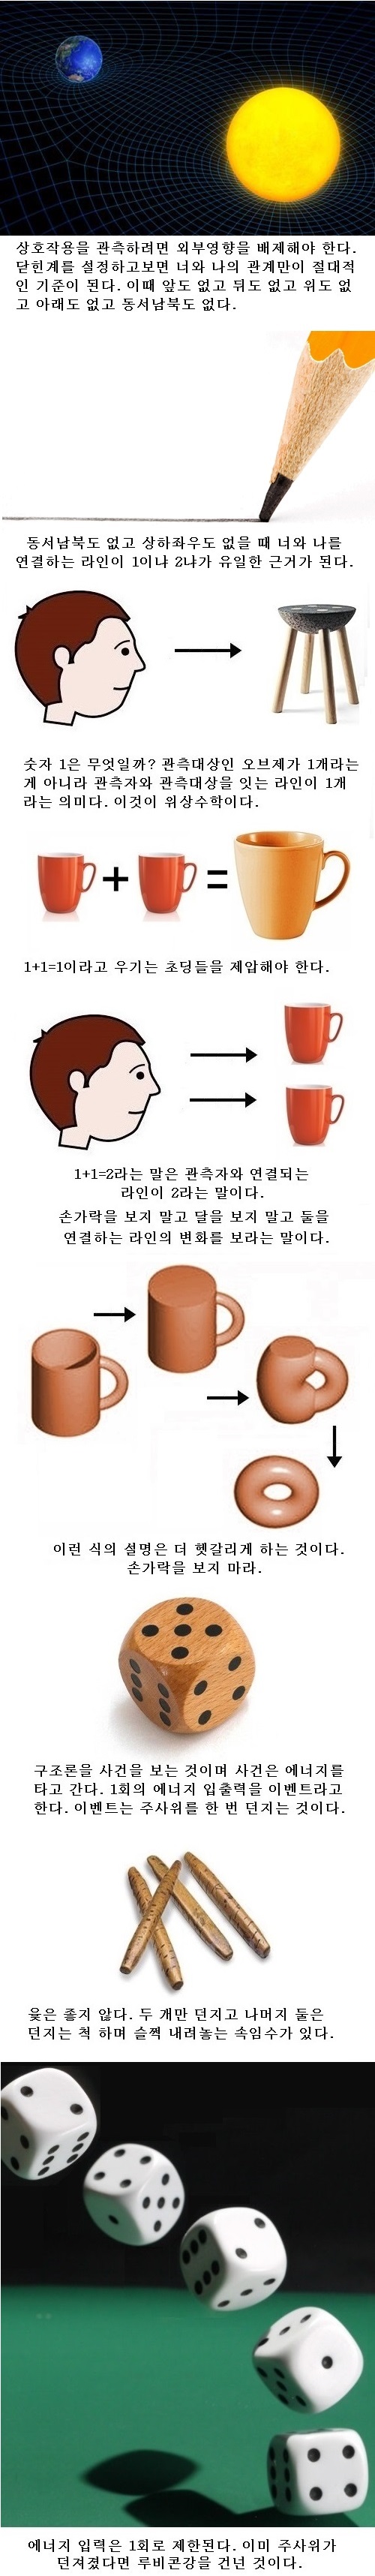 상호작용을 관측하려면 외부영향을 배제해야 한다.
닫힌계를 설정하고보면 너와 나의 관계만이 절대적
인 기준이 된다. 이때 앞도 없고 뒤도 없고 위도 없
고 아래도 없고 동서남북도 없다.
동서남북도 없고 상하좌우도 없을 때 너와 나를
연결하는 라인이 1이냐 2냐가 유일한 근거가 된다.
숫자 1은 무엇일까? 관측대상인 오브제가 1개라는
게 아니라 관측자와 관측대상을 잇는 라인이 1개
라는 의미다. 이것이 위상수학이다.
+ =
1+1=1이라고 우기는 초딩들을 제압해야 한다.
1+1=2라는 말은 관측자와 연결되는
라인이 2라는 말이다.
손가락을 보지 말고 달을 보지 말고 둘을
연결하는 라인의 변화를 보라는 말이다.
이런 식의 설명은 더 헷갈리게 하는 것이다.
손가락을 보지 마라.
구조론을 사건을 보는 것이며 사건은 에너지를
타고 간다. 1회의 에너지 입출력을 이벤트라고
한다. 이벤트는 주사위를 한 번 던지는 것이다.
윷은 좋지 않다. 두 개만 던지고 나머지 둘은
던지는 척 하며 슬쩍 내려놓는 속임수가 있다.
에너지 입력은 1회로 제한된다. 이미 주사위가
던져졌다면 루비콘강을 건넌 것이다.